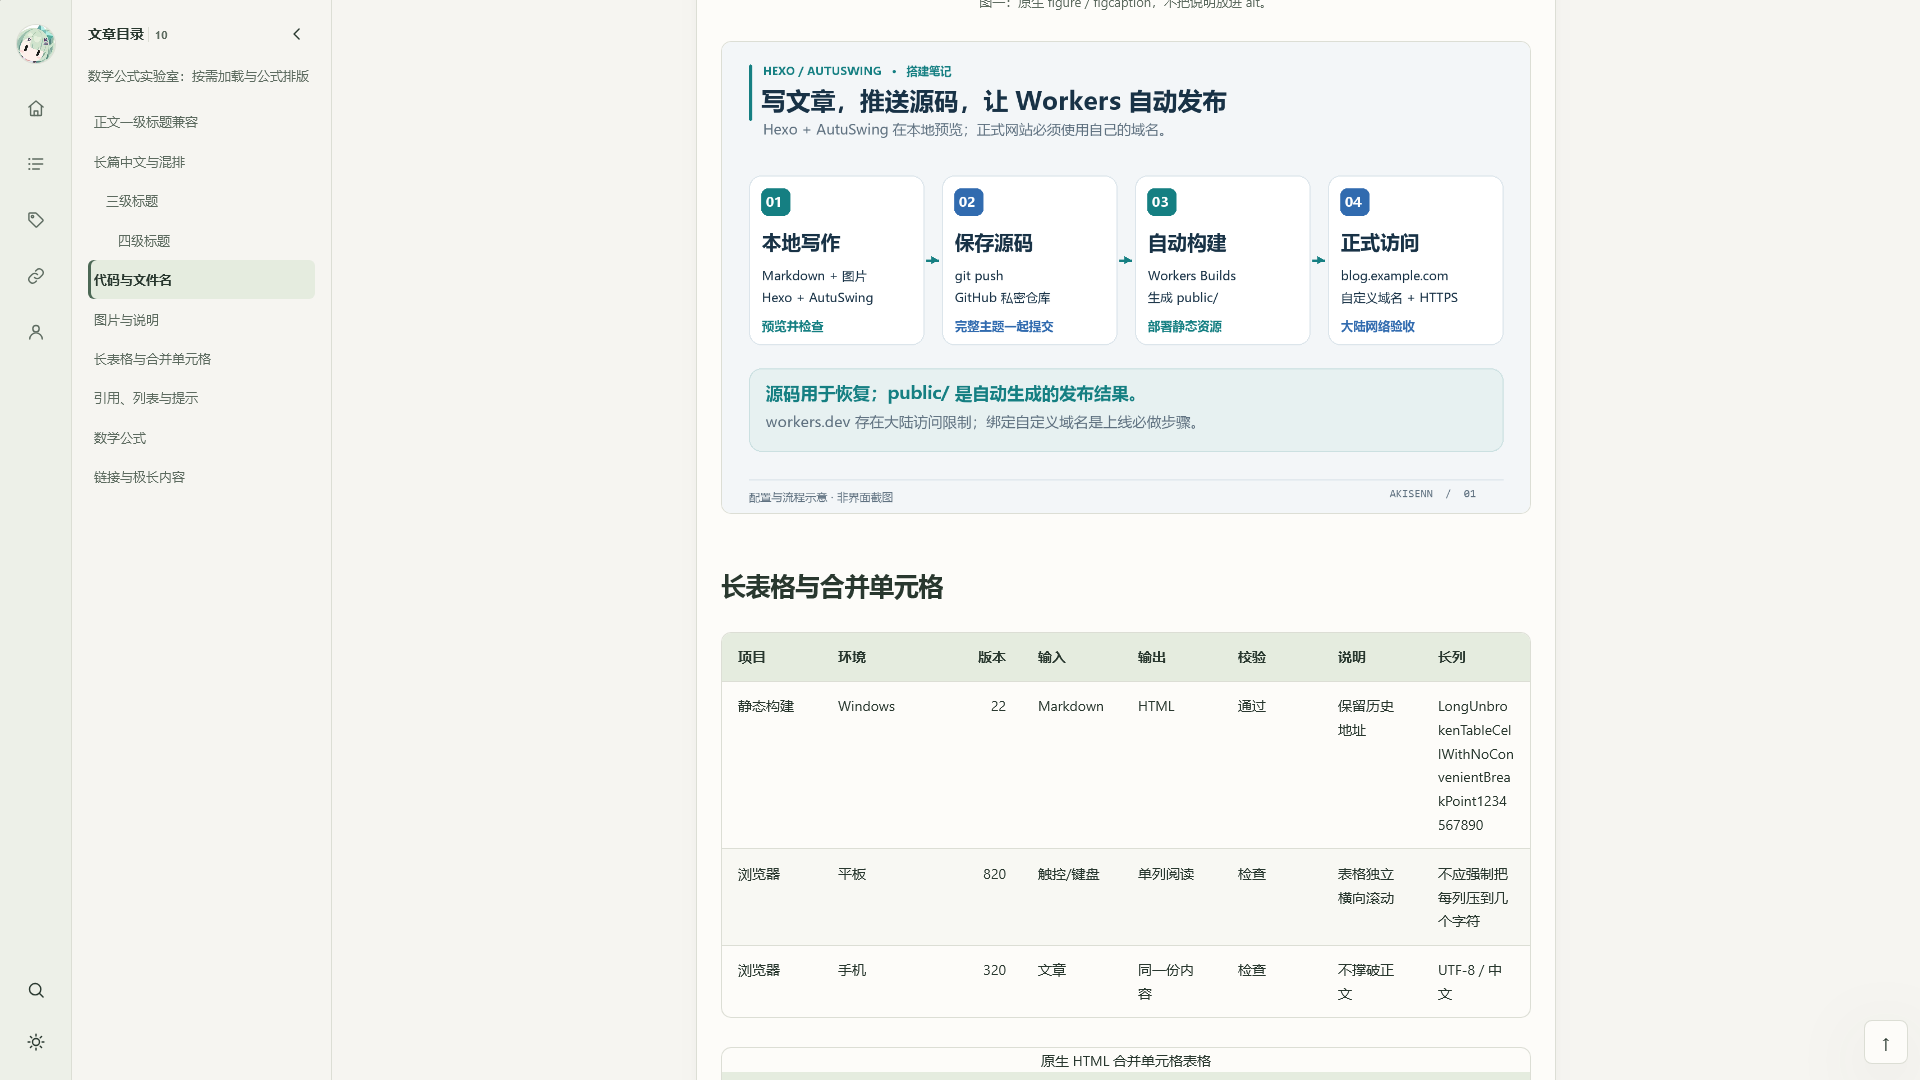 文章目录 10
数学公式实验室：按需加载与公式排版
正文一级标题兼容
长篇中文与混排
三级标题
四级标题
代码与文件名
图片与说明
长表格与合并单元格
引用、列表与提示
数学公式
链接与极长内容
图一：原生 figure / figcaption，不把说明放进 alt。
HEXO / AUTUSWING • 搭建笔记
写文章，推送源码，让 Workers 自动发布
Hexo + AutuSwing 在本地预览；正式网站必须使用自己的域名。
01
本地写作
Markdown + 图片
Hexo + AutuSwing
预览并检查
02
保存源码
git push
GitHub 私密仓库
完整主题一起提交
03
自动构建
Workers Builds
生成 public/
部署静态资源
04
正式访问
blog.example.com
自定义域名 + HTTPS
大陆网络验收
源码用于恢复；public/ 是自动生成的发布结果。
workers.dev 存在大陆访问限制；绑定自定义域名是上线必做步骤。
配置与流程示意 · 非界面截图
AKISENN / 01
长表格与合并单元格
项目 环境 版本 输入 输出 校验 说明 长列
静态构建 Windows 22 Markdown HTML 通过 保留历史
地址
LongUnbro
kenTableCel
lWithNoCon
venientBrea
kPoint1234
567890
浏览器 平板 820 触控/键盘 单列阅读 检查 表格独立
横向滚动
不应强制把
每列压到几
个字符
浏览器 手机 320 文章 同一份内
容
检查 不撑破正
文
UTF-8 / 中
文
原生 HTML 合并单元格表格
↑